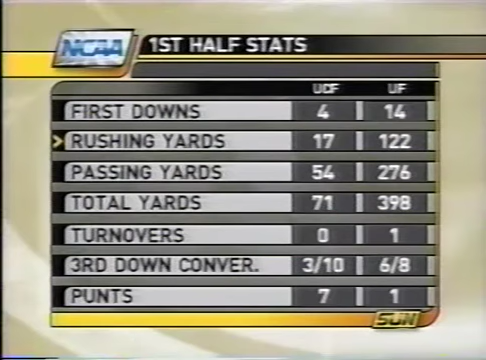 NCAA 1ST HALF STATS
UCF UF
FIRST DOWNS 4 14
> RUSHING YARDS 17 122
PASSING YARDS 54 276
TOTAL YARDS 71 398
TURNOVERS 0 1
3RD DOWN CONVER. 3/10 6/8
PUNTS 7 1
SUN